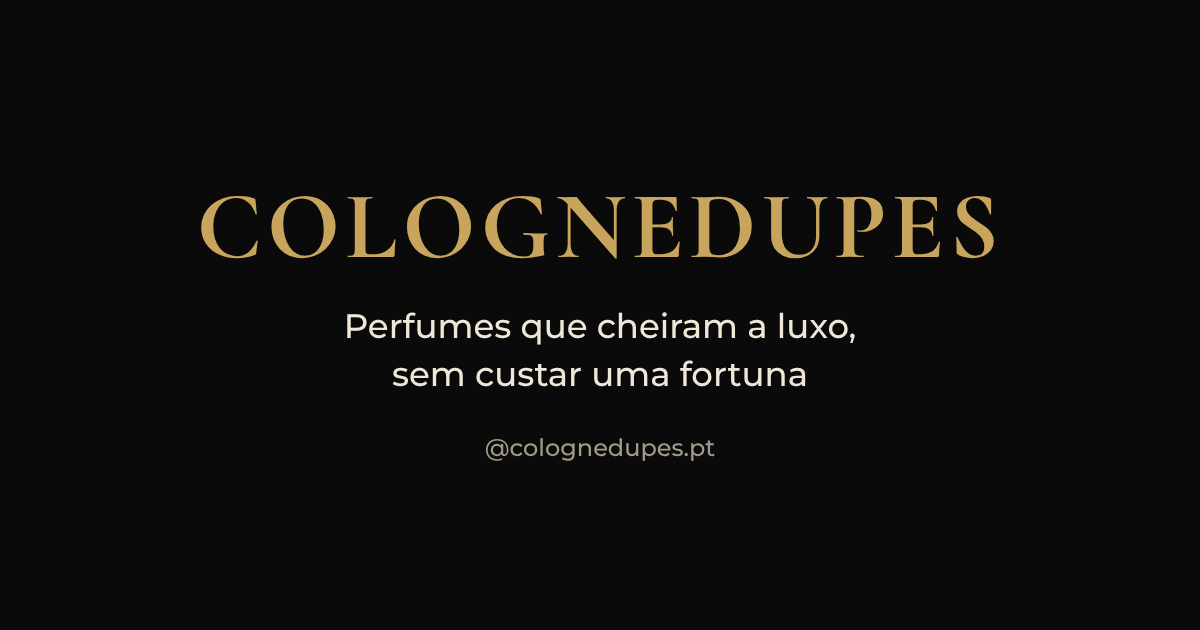 COLOGNEDUPES
Perfumes que cheiram a luxo,
sem custar uma fortuna
@colognedupes.pt